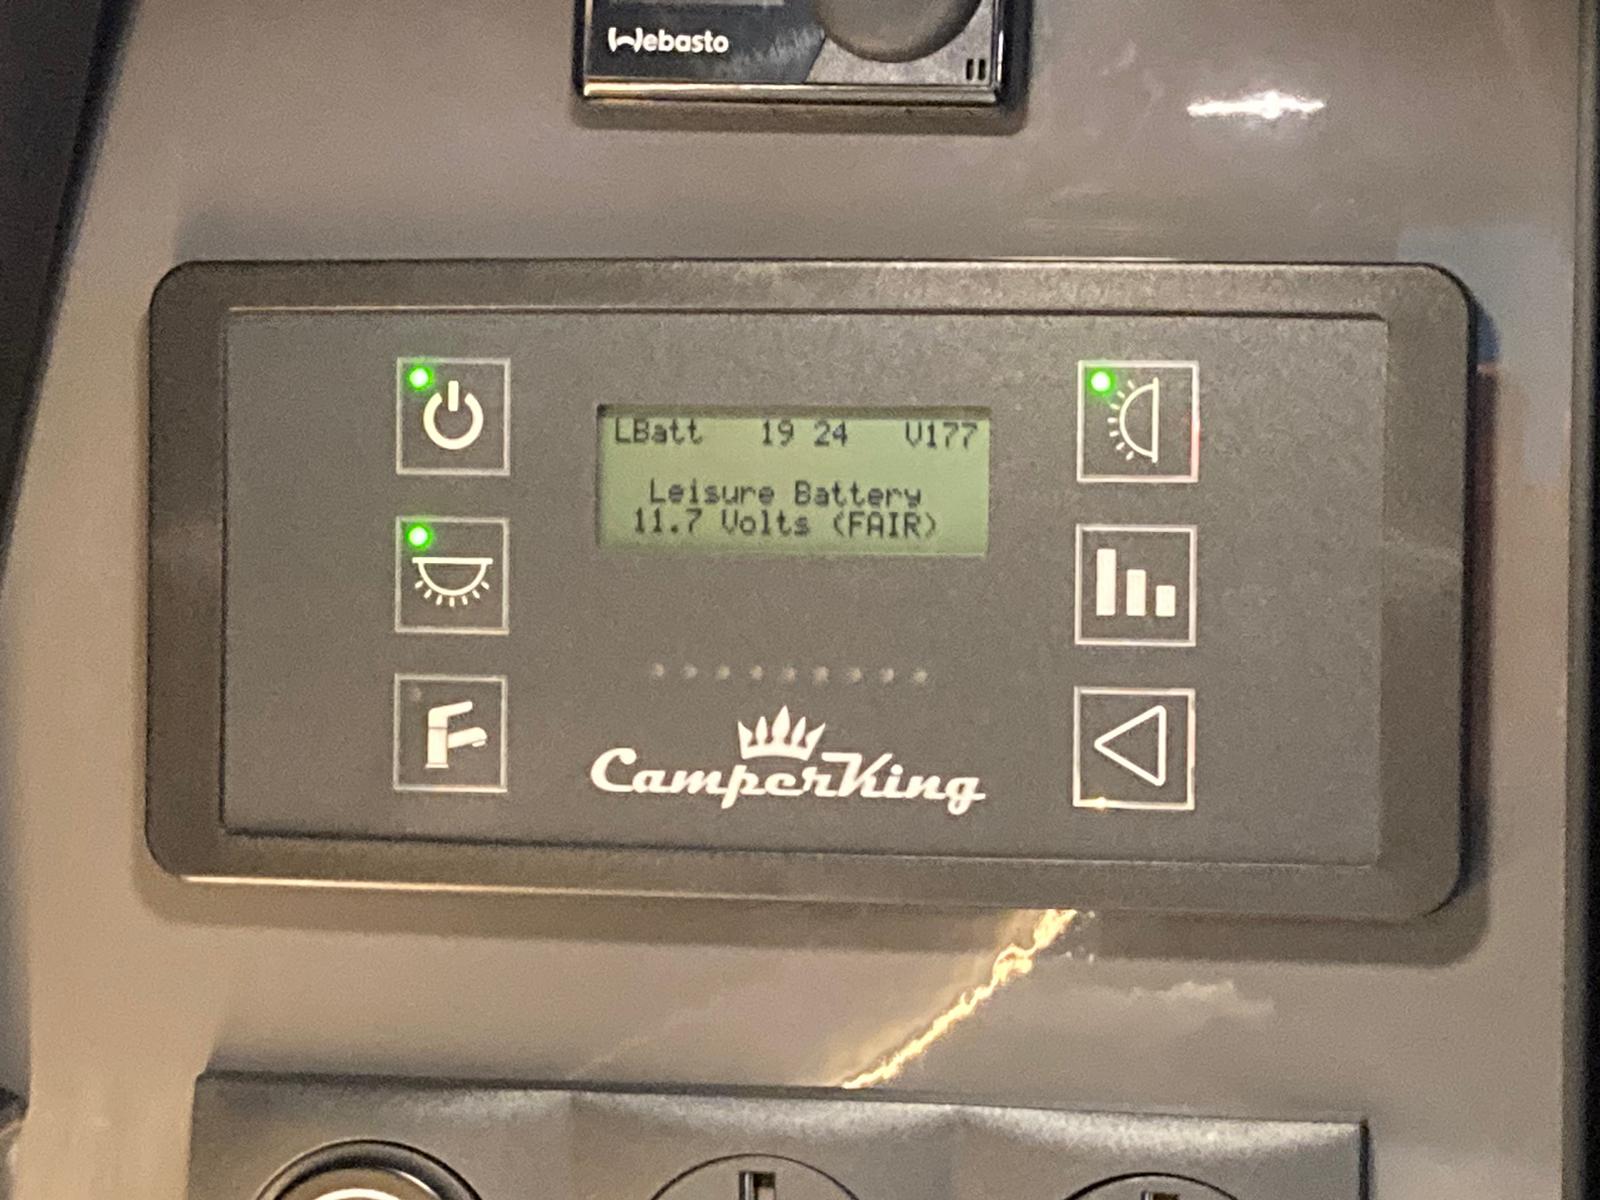 Webasto
LBatt 19 24 V177
Leisure Battery
11.7 Volts (FAIR)
CamperKing